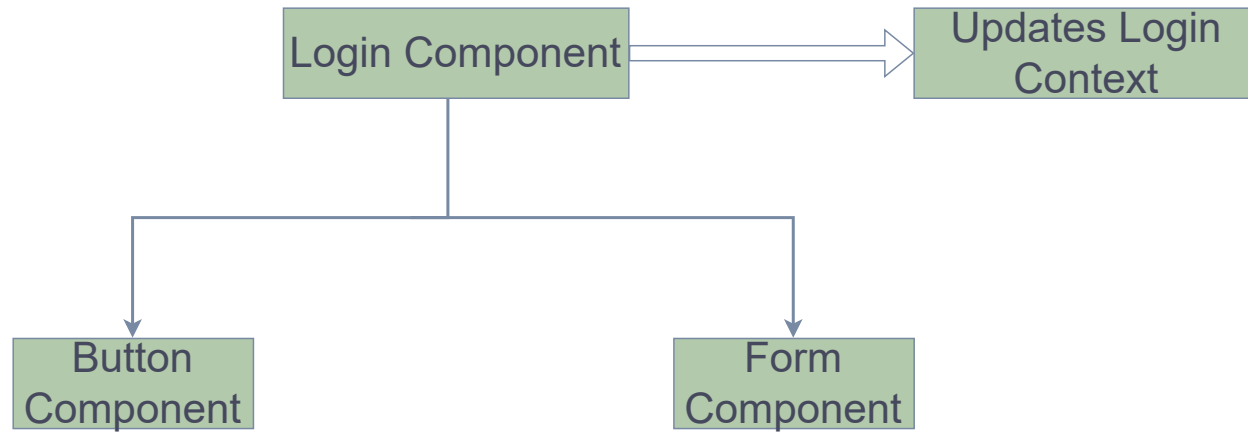 Login Component
Updates Login
Context
Button
Component
Form
Component